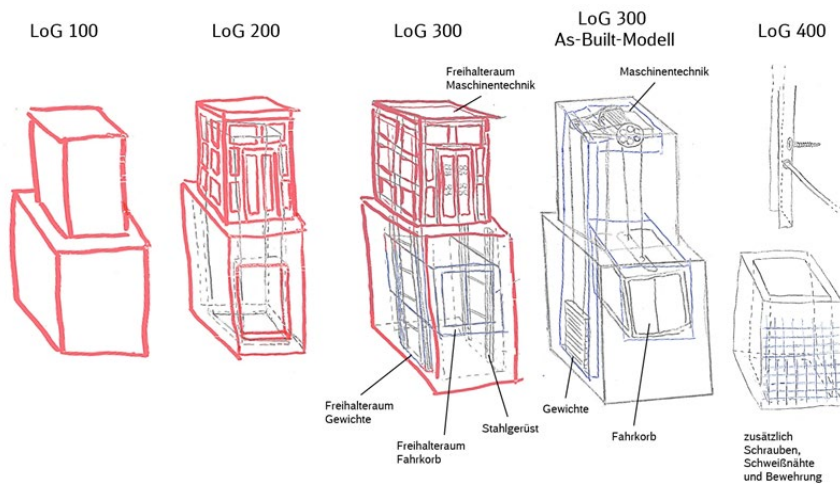 LoG 100
LoG 200
LoG 300
LoG 300
As-Built-Modell
LoG 400
Freihalteraum
Maschinentechnik
Maschinentechnik
Freihalteraum
Gewichte
Freihalteraum
Fahrkorb
Stahlgerüst
Gewichte
Fahrkorb
zusätzlich
Schrauben,
Schweißnähte
und Bewehrung